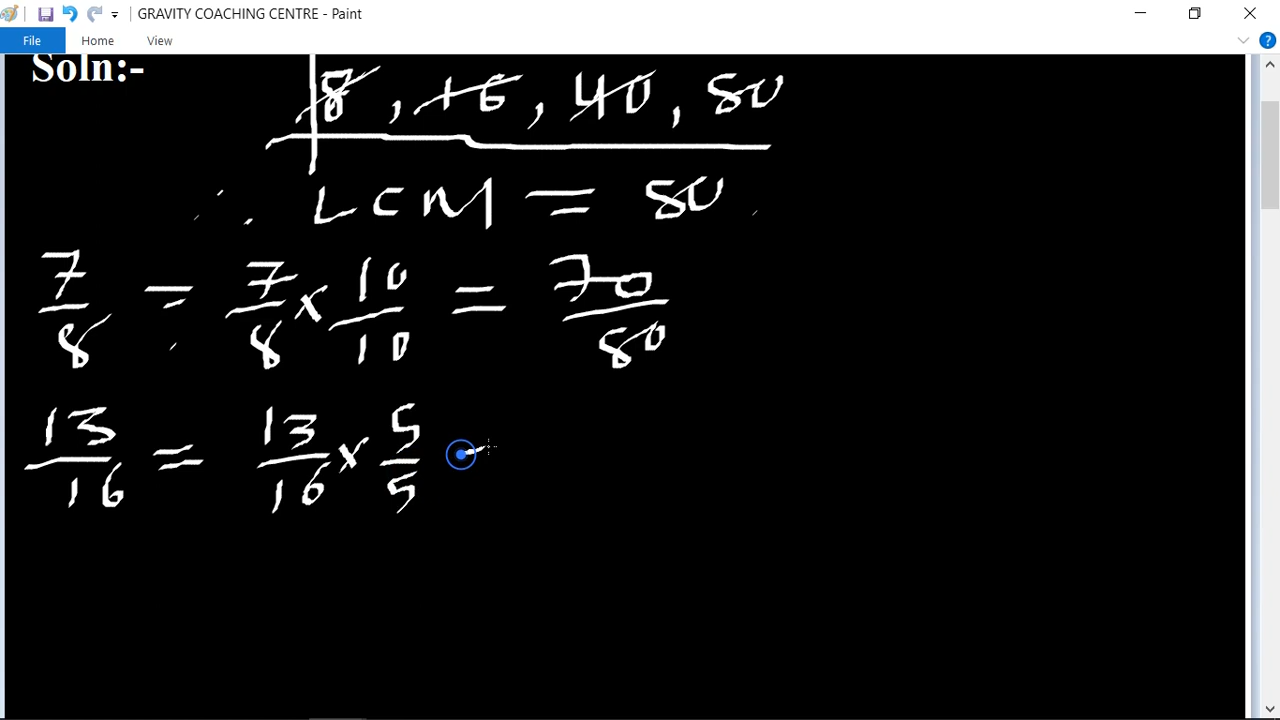 GRAVITY COACHING CENTRE - Paint
File Home View
Soln:-
8, 16, 40, 80
∴ LCM = 80
7/8 = 7/8 × 10/10 = 70/80
13/16 = 13/16 × 5/5